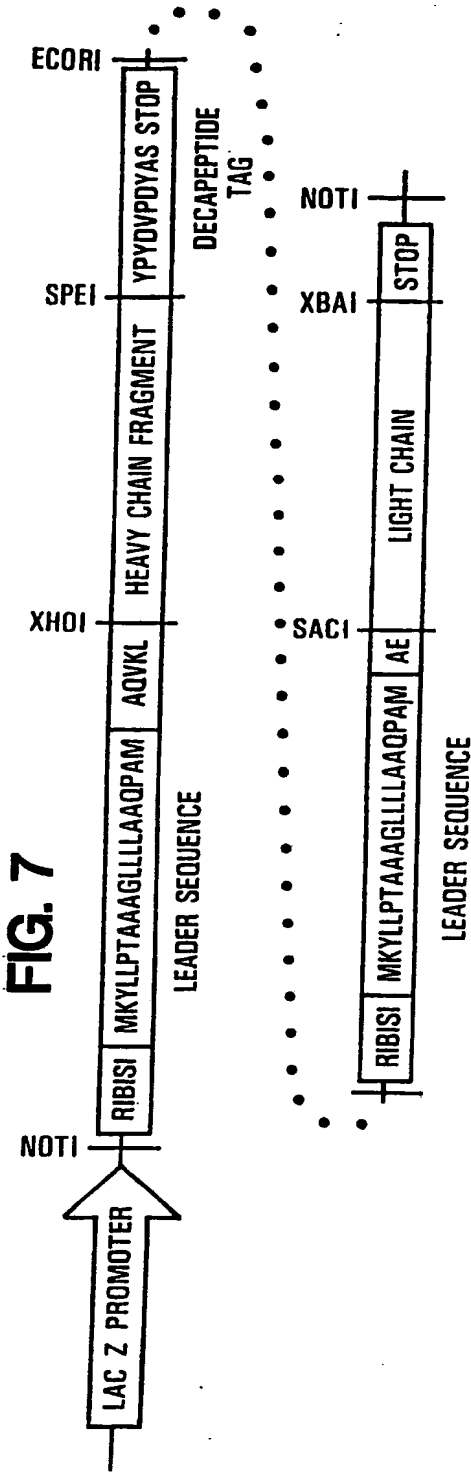 FIG. 7
LAC Z PROMOTER
NOTI
RIBISI
MKYLLPTAAAGLLLLAAQPAM
LEADER SEQUENCE
AQVKL
XHOI
HEAVY CHAIN FRAGMENT
SPEI
YPYDVPDYAS STOP
DECAPEPTIDE
TAG
ECORI
RIBISI
MKYLLPTAAAGLLLLAAQPAM
LEADER SEQUENCE
AE
SACI
LIGHT CHAIN
XBAI
STOP
NOTI